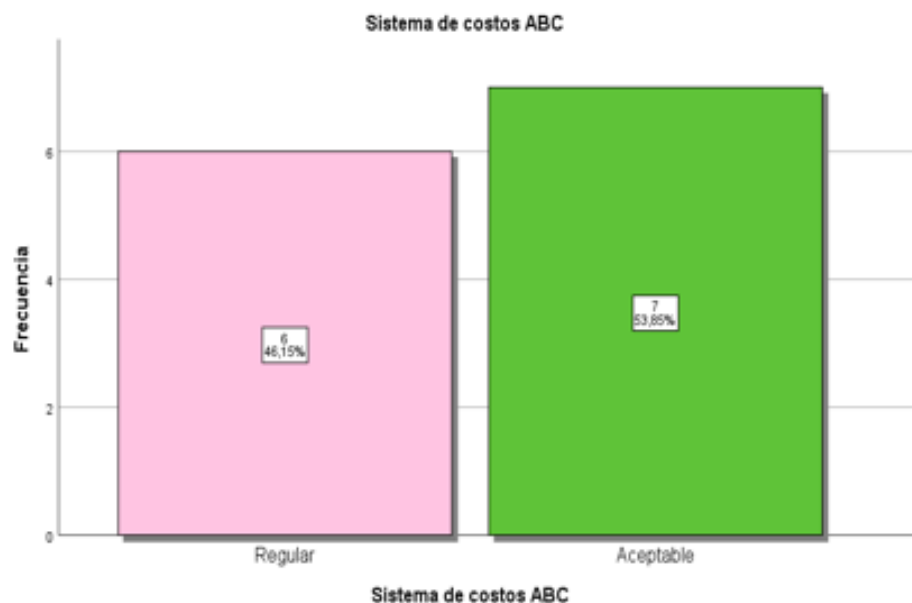 Sistema de costos ABC
Frecuencia
6
4
2
0
6
46,15%
7
53,85%
Regular
Aceptable
Sistema de costos ABC